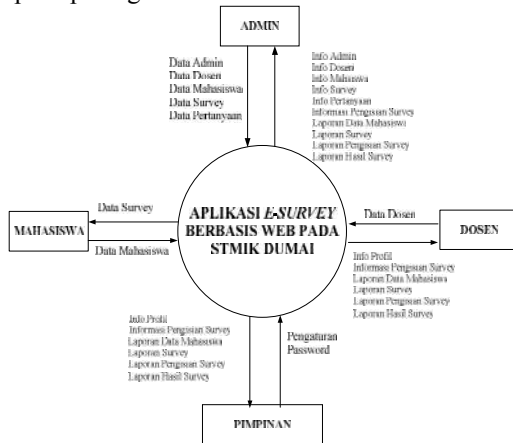 ADMIN
Data Admin
Data Dosen
Data Mahasiswa
Data Survey
Data Pertanyaan
Info Admin
Info Dosen
Info Mahasiswa
Info Survey
Info Pertanyaan
Informasi Pengisian Survey
Laporan Data Mahasiswa
Laporan Survey
Laporan Pengisian Survey
Laporan Hasil Survey
MAHASISWA
Data Survey
Data Mahasiswa
APLIKASI E-SURVEY
BERBASIS WEB PADA
STMIK DUMAI
Data Dosen
DOSEN
Info Profil
Informasi Pengisian Survey
Laporan Data Mahasiswa
Laporan Survey
Laporan Pengisian Survey
Laporan Hasil Survey
Info Profil
Informasi Pengisian Survey
Laporan Data Mahasiswa
Laporan Survey
Laporan Pengisian Survey
Laporan Hasil Survey
Pengaturan
Password
PIMPINAN